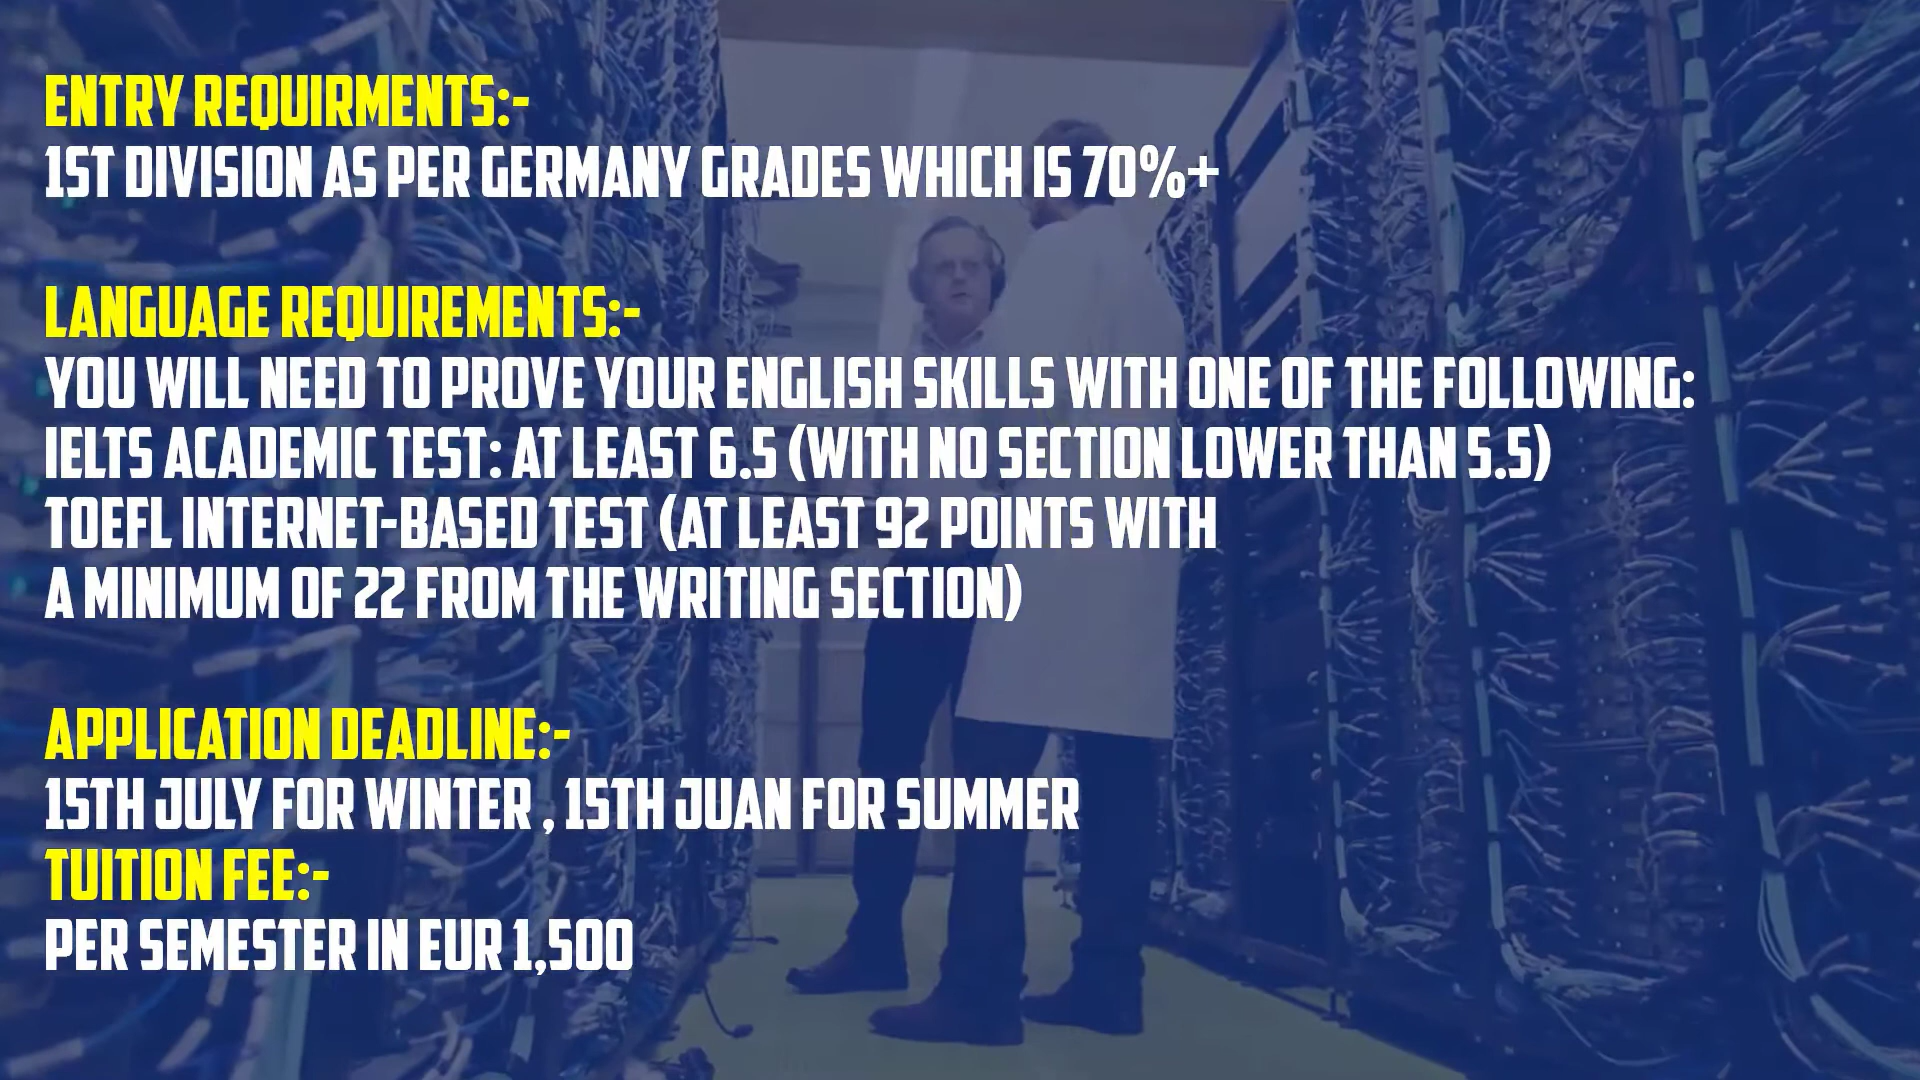 ENTRY REQUIRMENTS:-
1ST DIVISION AS PER GERMANY GRADES WHICH IS 70%+
LANGUAGE REQUIREMENTS:-
YOU WILL NEED TO PROVE YOUR ENGLISH SKILLS WITH ONE OF THE FOLLOWING:
IELTS ACADEMIC TEST: AT LEAST 6.5 (WITH NO SECTION LOWER THAN 5.5)
TOEFL INTERNET-BASED TEST (AT LEAST 92 POINTS WITH
A MINIMUM OF 22 FROM THE WRITING SECTION)
APPLICATION DEADLINE:-
15TH JULY FOR WINTER , 15TH JUAN FOR SUMMER
TUITION FEE:-
PER SEMESTER IN EUR 1,500